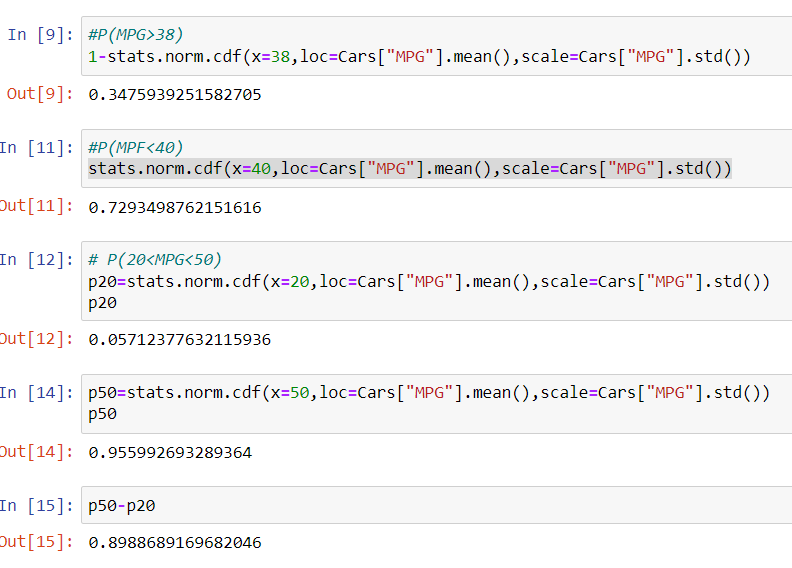 In [9]: #P(MPG>38)
1-stats.norm.cdf(x=38,loc=Cars["MPG"].mean(),scale=Cars["MPG"].std())
Out[9]: 0.3475939251582705
In [11]: #P(MPF<40)
stats.norm.cdf(x=40,loc=Cars["MPG"].mean(),scale=Cars["MPG"].std())
Out[11]: 0.7293498762151616
In [12]: # P(20<MPG<50)
p20=stats.norm.cdf(x=20,loc=Cars["MPG"].mean(),scale=Cars["MPG"].std())
p20
Out[12]: 0.05712377632115936
In [14]: p50=stats.norm.cdf(x=50,loc=Cars["MPG"].mean(),scale=Cars["MPG"].std())
p50
Out[14]: 0.955992693289364
In [15]: p50-p20
Out[15]: 0.8988689169682046